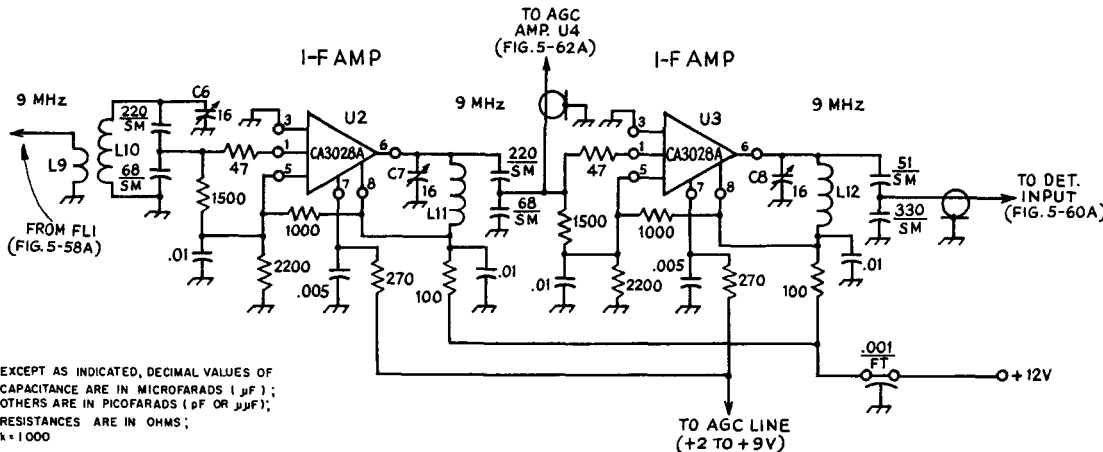 TO AGC
AMP. U4
(FIG.5-62A)
I-F AMP
I-F AMP
9 MHz
C6
16
220
SM
L9
L10
68
SM
FROM FL1
(FIG.5-58A)
1500
47
.01
2200
1000
3
1
5
U2
CA3028A
6
7
8
.005
270
C7
16
L11
100
.01
9 MHz
220
SM
68
SM
47
1500
.01
2200
1000
3
1
5
U3
CA3028A
6
7
8
.005
270
C8
16
L12
100
.01
9 MHz
51
SM
330
SM
TO DET.
INPUT
(FIG.5-60A)
.001
FT
+12V
TO AGC LINE
(+2 TO +9V)
EXCEPT AS INDICATED, DECIMAL VALUES OF
CAPACITANCE ARE IN MICROFARADS ( µF ) ;
OTHERS ARE IN PICOFARADS ( pF OR µµF);
RESISTANCES ARE IN OHMS ;
k=1000